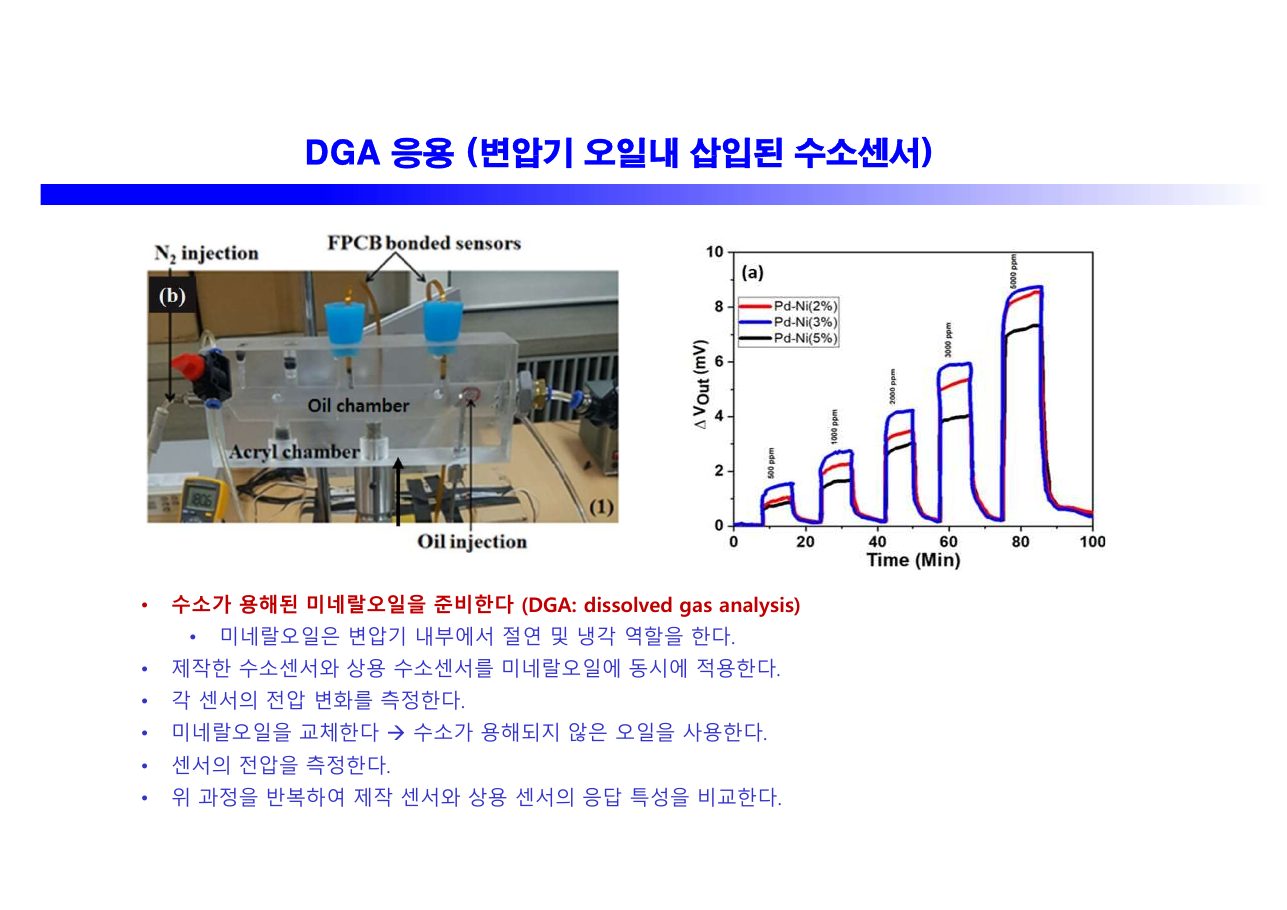 DGA 응용 (변압기 오일내 삽입된 수소센서)
N2 injection
FPCB bonded sensors
(b)
Oil chamber
Acryl chamber
1806
(1)
Oil injection
10
8
6
4
2
0
Δ VOut (mV)
(a)
Pd-Ni(2%)
Pd-Ni(3%)
Pd-Ni(5%)
500 ppm
1000 ppm
2000 ppm
3000 ppm
5000 ppm
0 20 40 60 80 100
Time (Min)
• 수소가 용해된 미네랄오일을 준비한다 (DGA: dissolved gas analysis)
• 미네랄오일은 변압기 내부에서 절연 및 냉각 역할을 한다.
• 제작한 수소센서와 상용 수소센서를 미네랄오일에 동시에 적용한다.
• 각 센서의 전압 변화를 측정한다.
• 미네랄오일을 교체한다 → 수소가 용해되지 않은 오일을 사용한다.
• 센서의 전압을 측정한다.
• 위 과정을 반복하여 제작 센서와 상용 센서의 응답 특성을 비교한다.